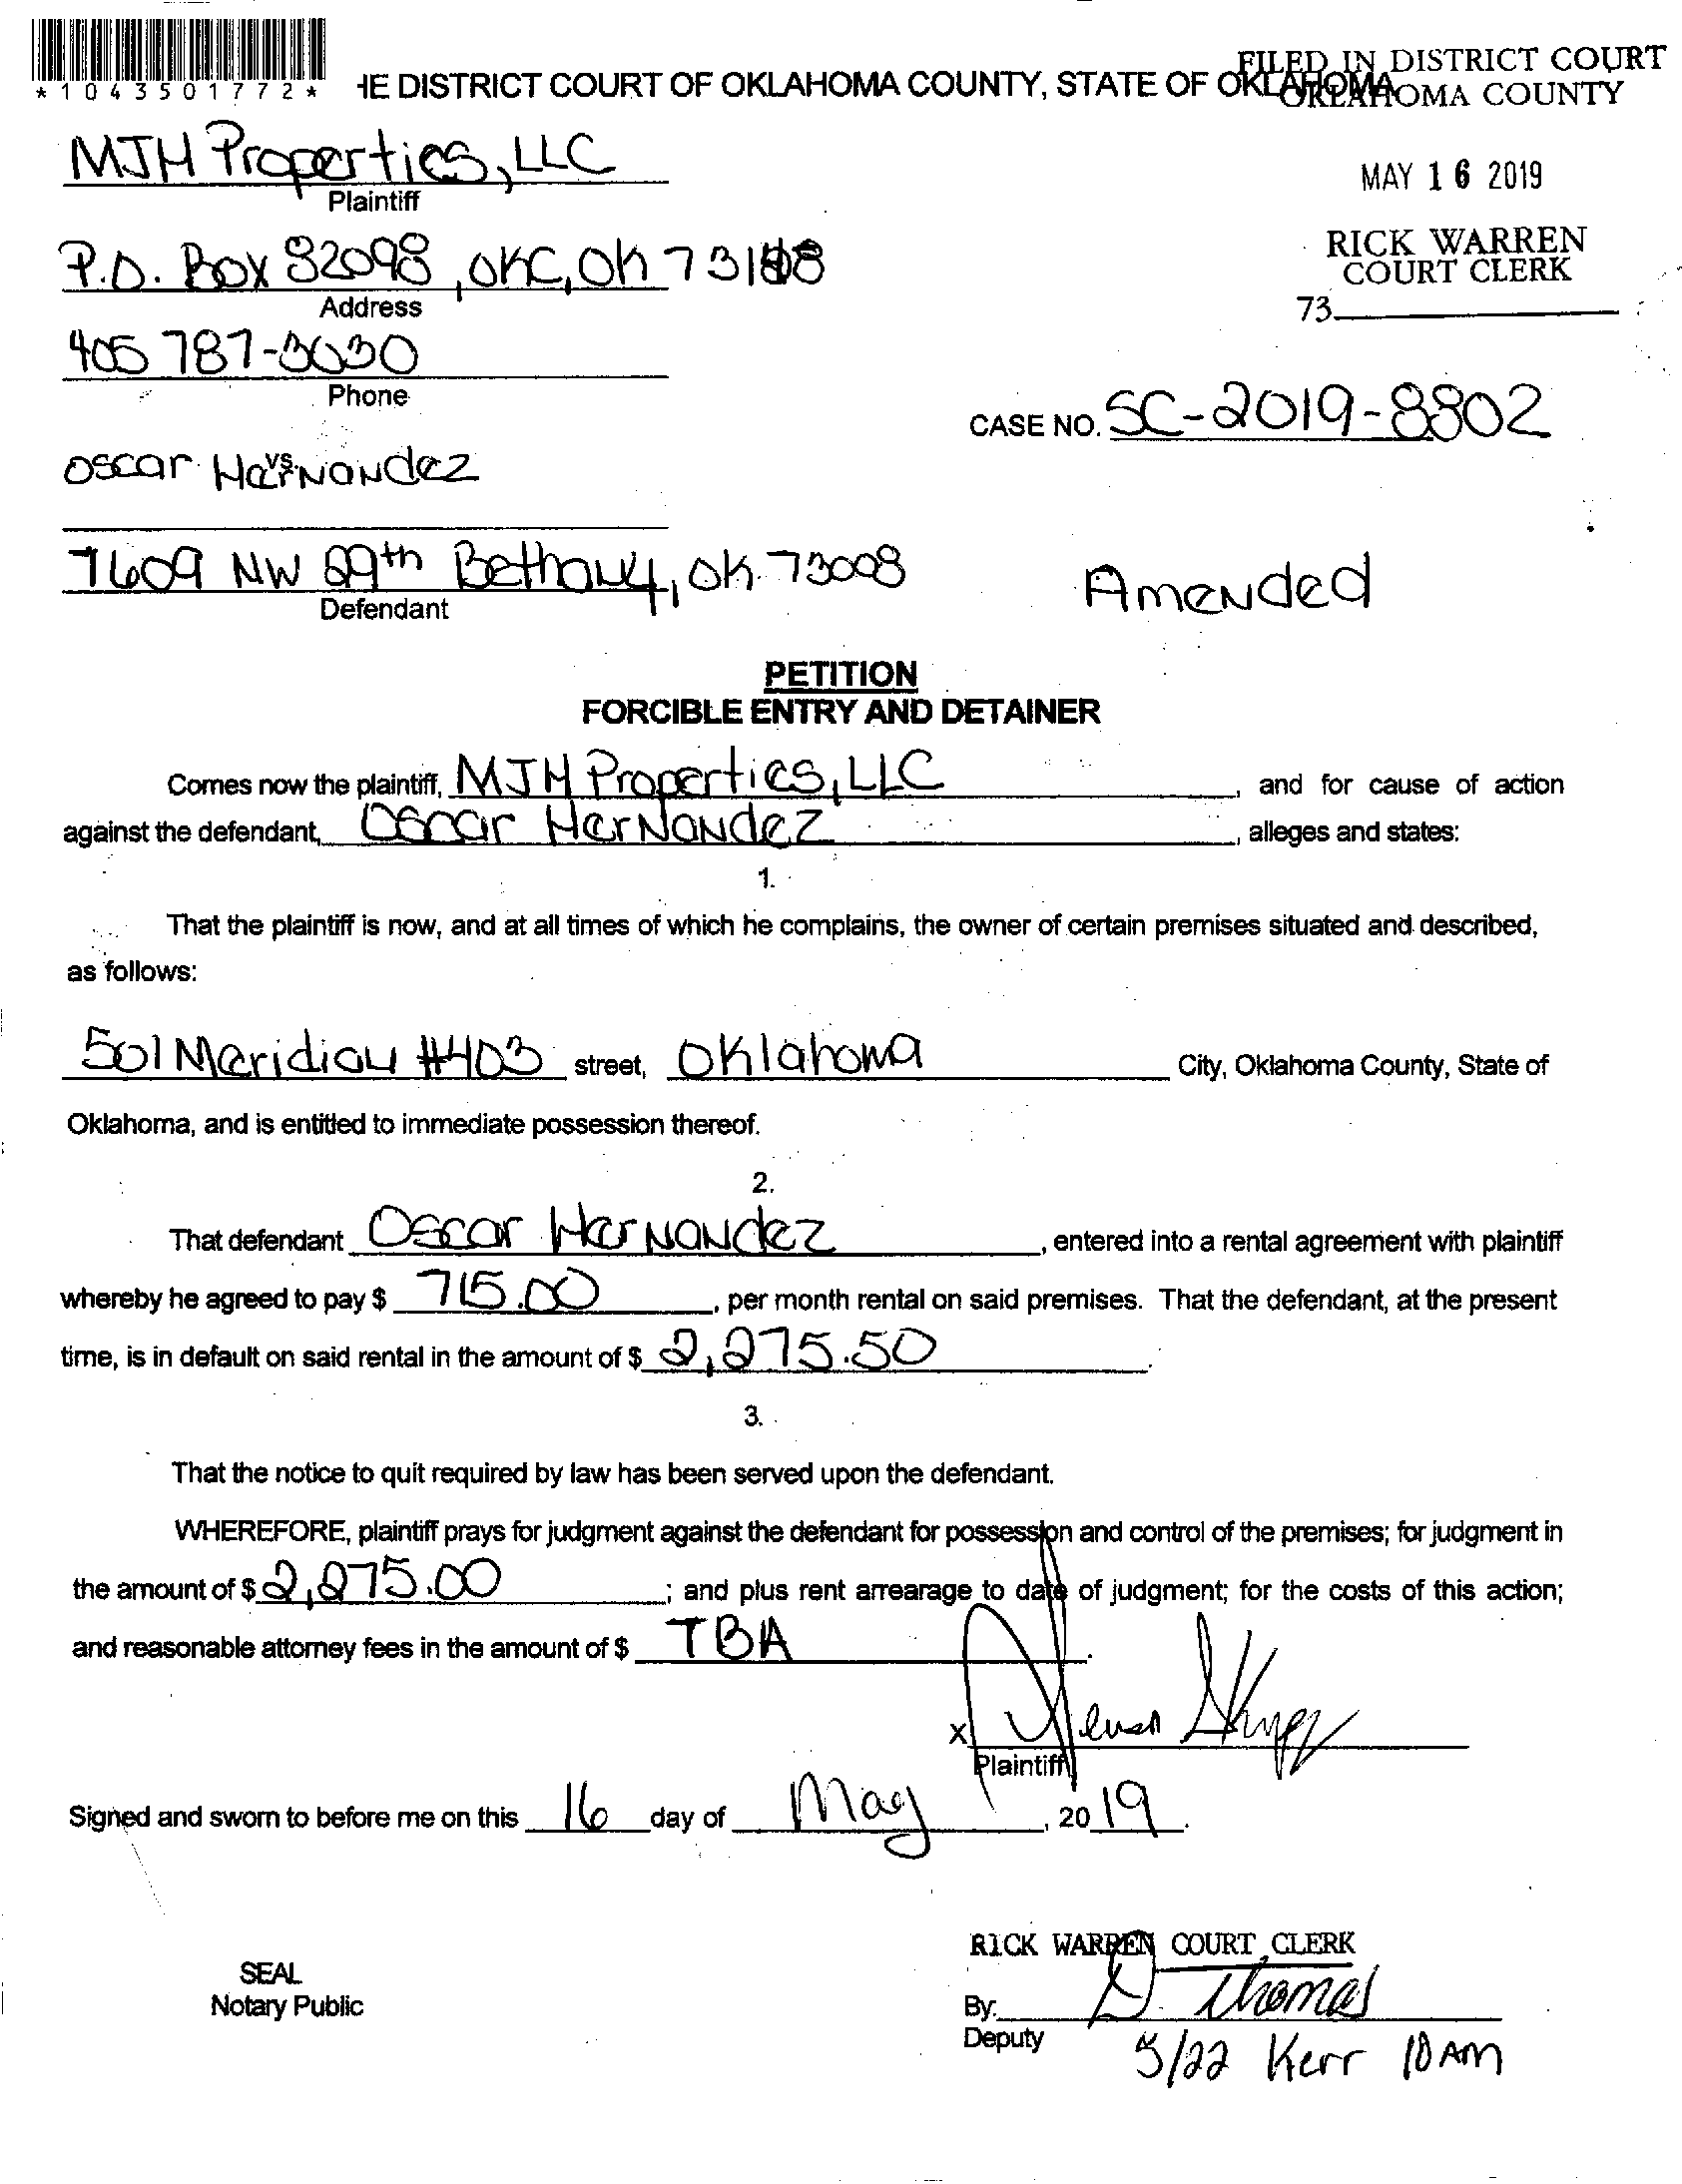 *1043501772*
HE DISTRICT COURT OF OKLAHOMA COUNTY, STATE OF OKLAHOMA
FILED IN DISTRICT COURT
OKLAHOMA COUNTY
MJH Properties, LLC
Plaintiff
MAY 16 2019
P.O. Box 82098, OKC, OK 73148
Address
RICK WARREN
COURT CLERK
73
405 787-3030
Phone
CASE NO. SC-2019-8802
vs.
Oscar Hernandez
7609 NW 29th Bethany, OK 73008
Defendant
Amended
PETITION
FORCIBLE ENTRY AND DETAINER
Comes now the plaintiff, MJH Properties, LLC, and for cause of action
against the defendant, Oscar Hernandez, alleges and states:
1.
That the plaintiff is now, and at all times of which he complains, the owner of certain premises situated and described,
as follows:
501 Meridian #403 street, Oklahoma City, Oklahoma County, State of
Oklahoma, and is entitled to immediate possession thereof.
2.
That defendant Oscar Hernandez, entered into a rental agreement with plaintiff
whereby he agreed to pay $ 715.00, per month rental on said premises. That the defendant, at the present
time, is in default on said rental in the amount of $ 2,275.50.
3.
That the notice to quit required by law has been served upon the defendant.
WHEREFORE, plaintiff prays for judgment against the defendant for possession and control of the premises; for judgment in
the amount of $ 2,275.00; and plus rent arrearage to date of judgment; for the costs of this action;
and reasonable attorney fees in the amount of $ TBA.
X
Plaintiff
Signed and sworn to before me on this 16 day of May, 2019.
RICK WARREN COURT CLERK
SEAL
Notary Public
By: D. Thomas
Deputy
5/22 Kerr 10 AM